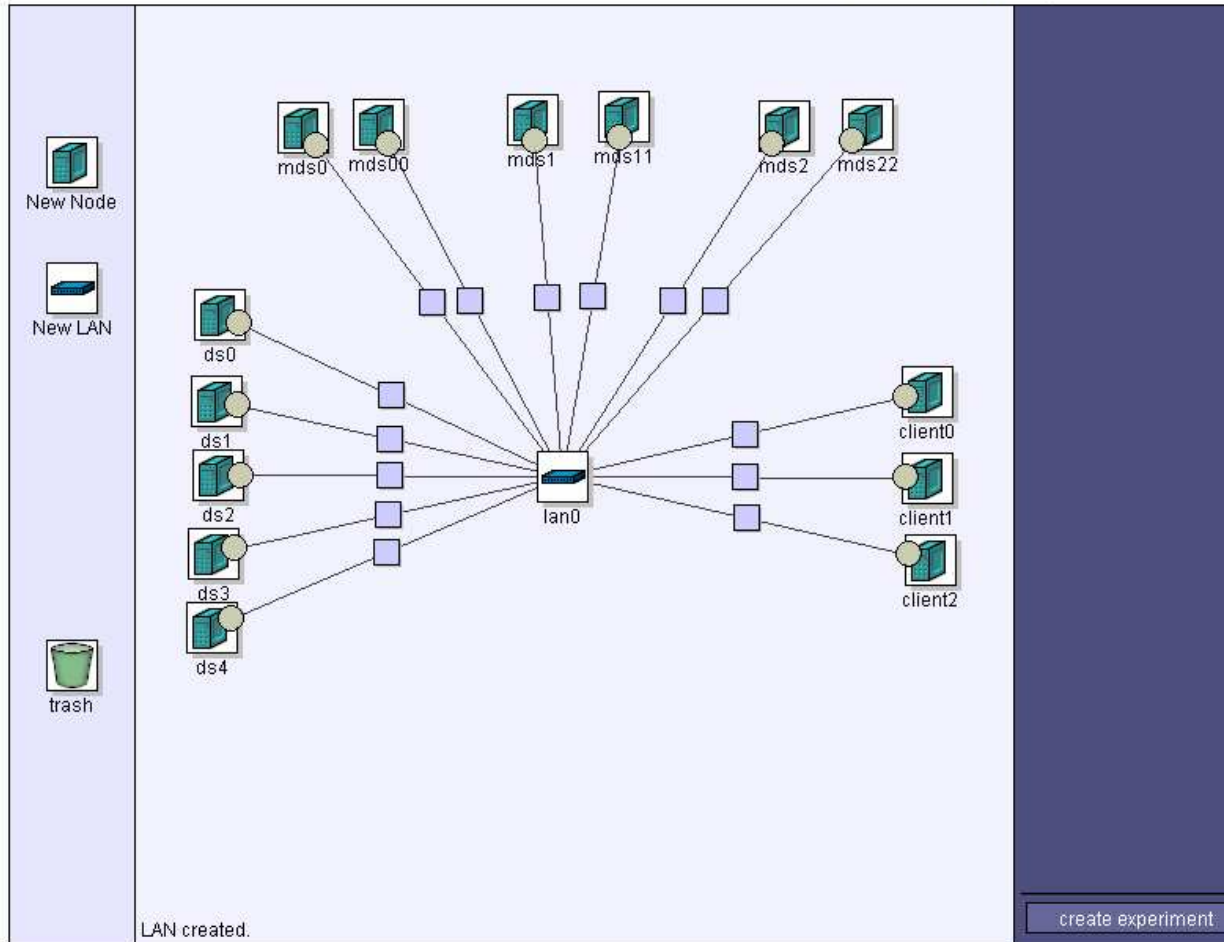 New Node
New LAN
trash
mds0
mds00
mds1
mds11
mds2
mds22
ds0
ds1
ds2
ds3
ds4
lan0
client0
client1
client2
LAN created.
create experiment